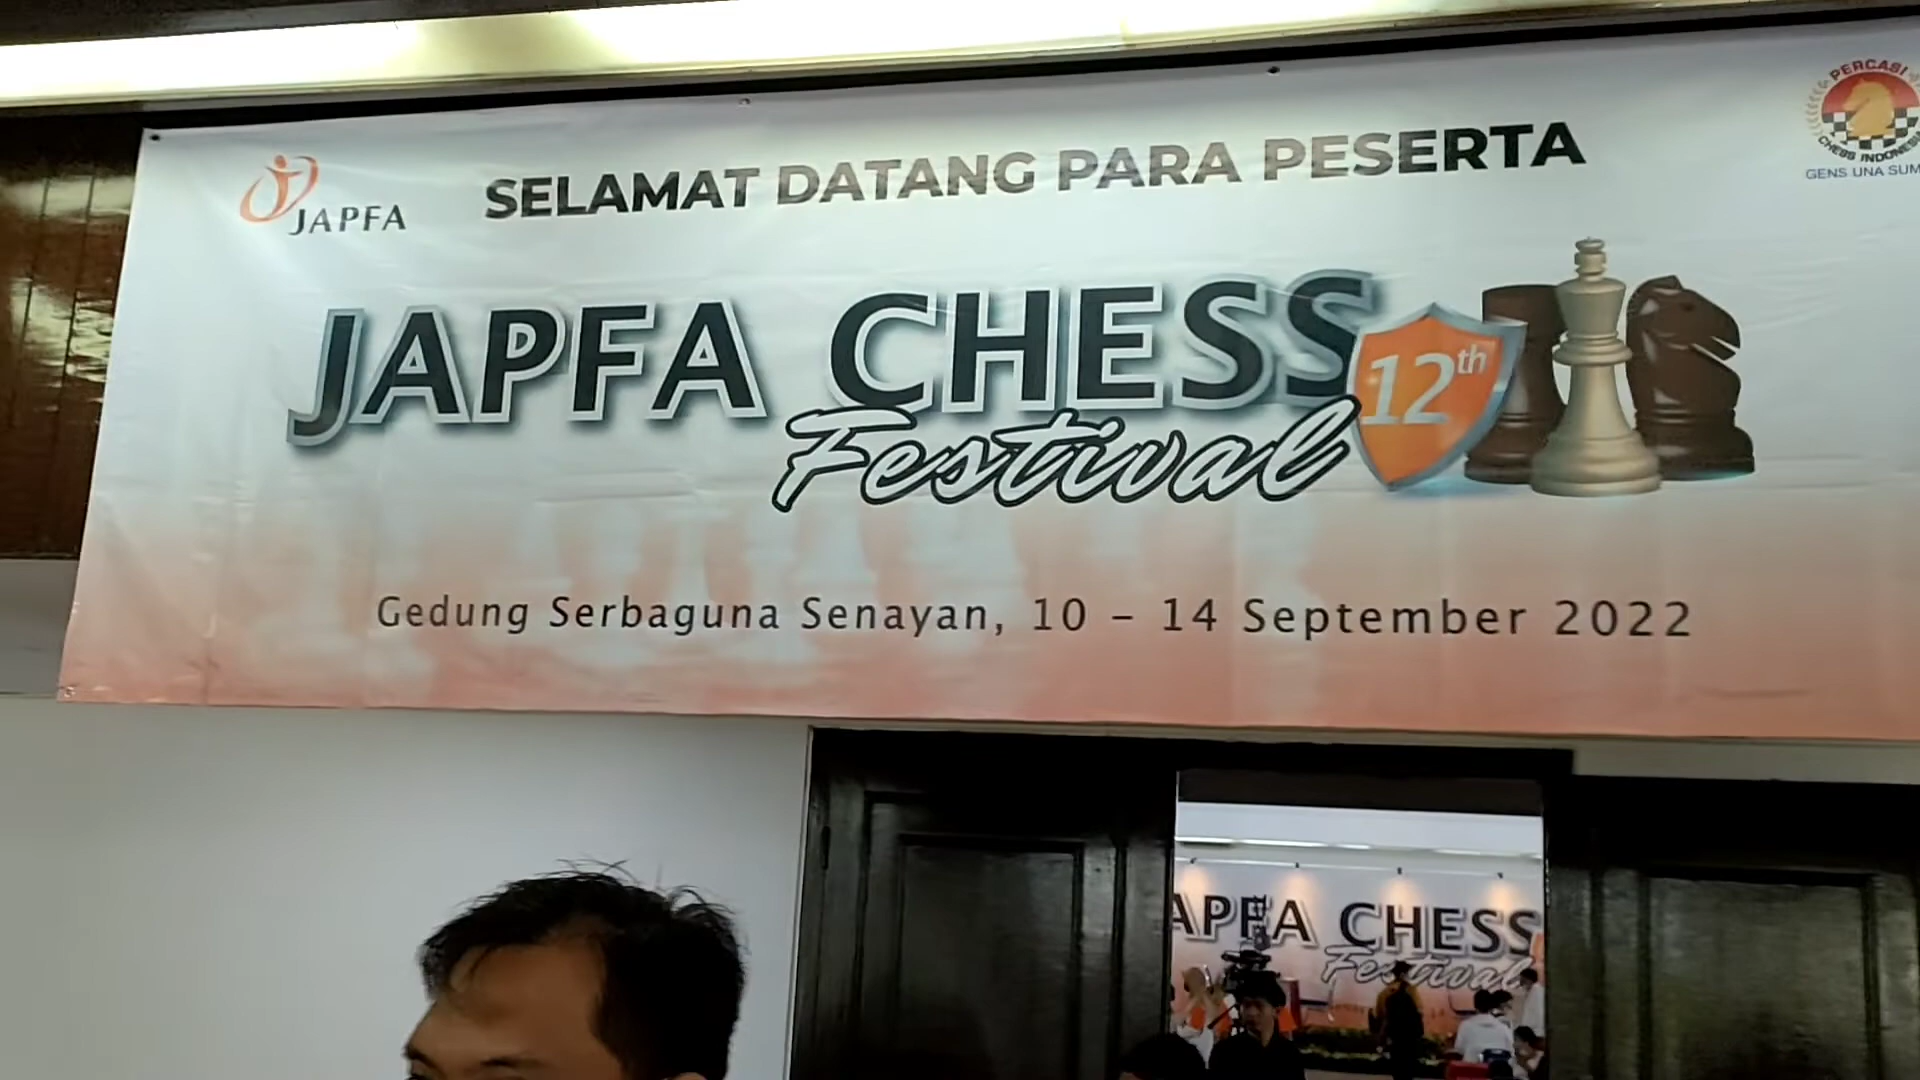 JAPFA
SELAMAT DATANG PARA PESERTA
PERCASI
CHESS INDONESIA
GENS UNA SUM
JAPFA CHESS
12th
Festival
Gedung Serbaguna Senayan, 10 – 14 September 2022
APFA CHESS
Festival